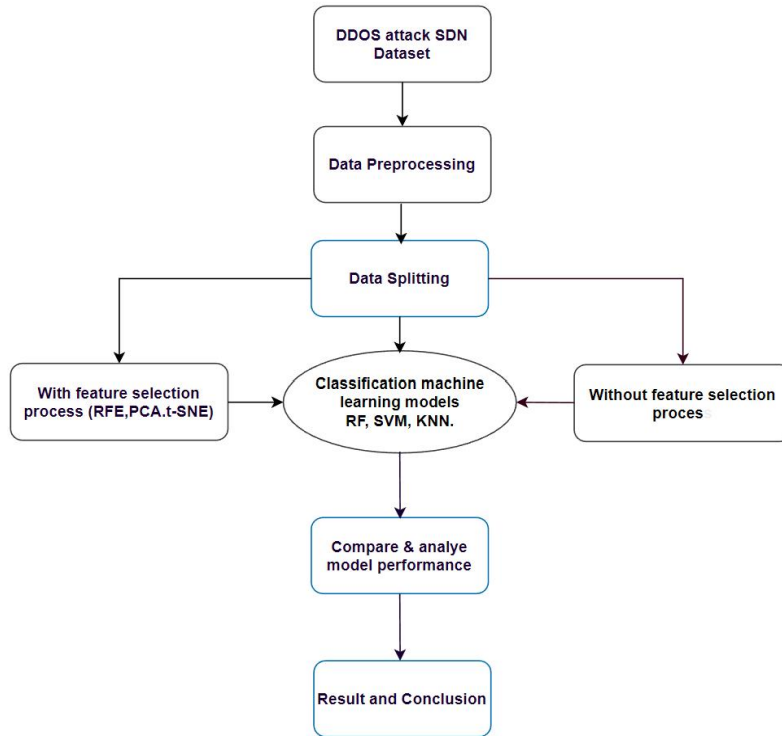 DDOS attack SDN
Dataset
Data Preprocessing
Data Splitting
With feature selection
process (RFE,PCA.t-SNE)
Classification machine
learning models
RF, SVM, KNN.
Without feature selection
proces
Compare & analye
model performance
Result and Conclusion